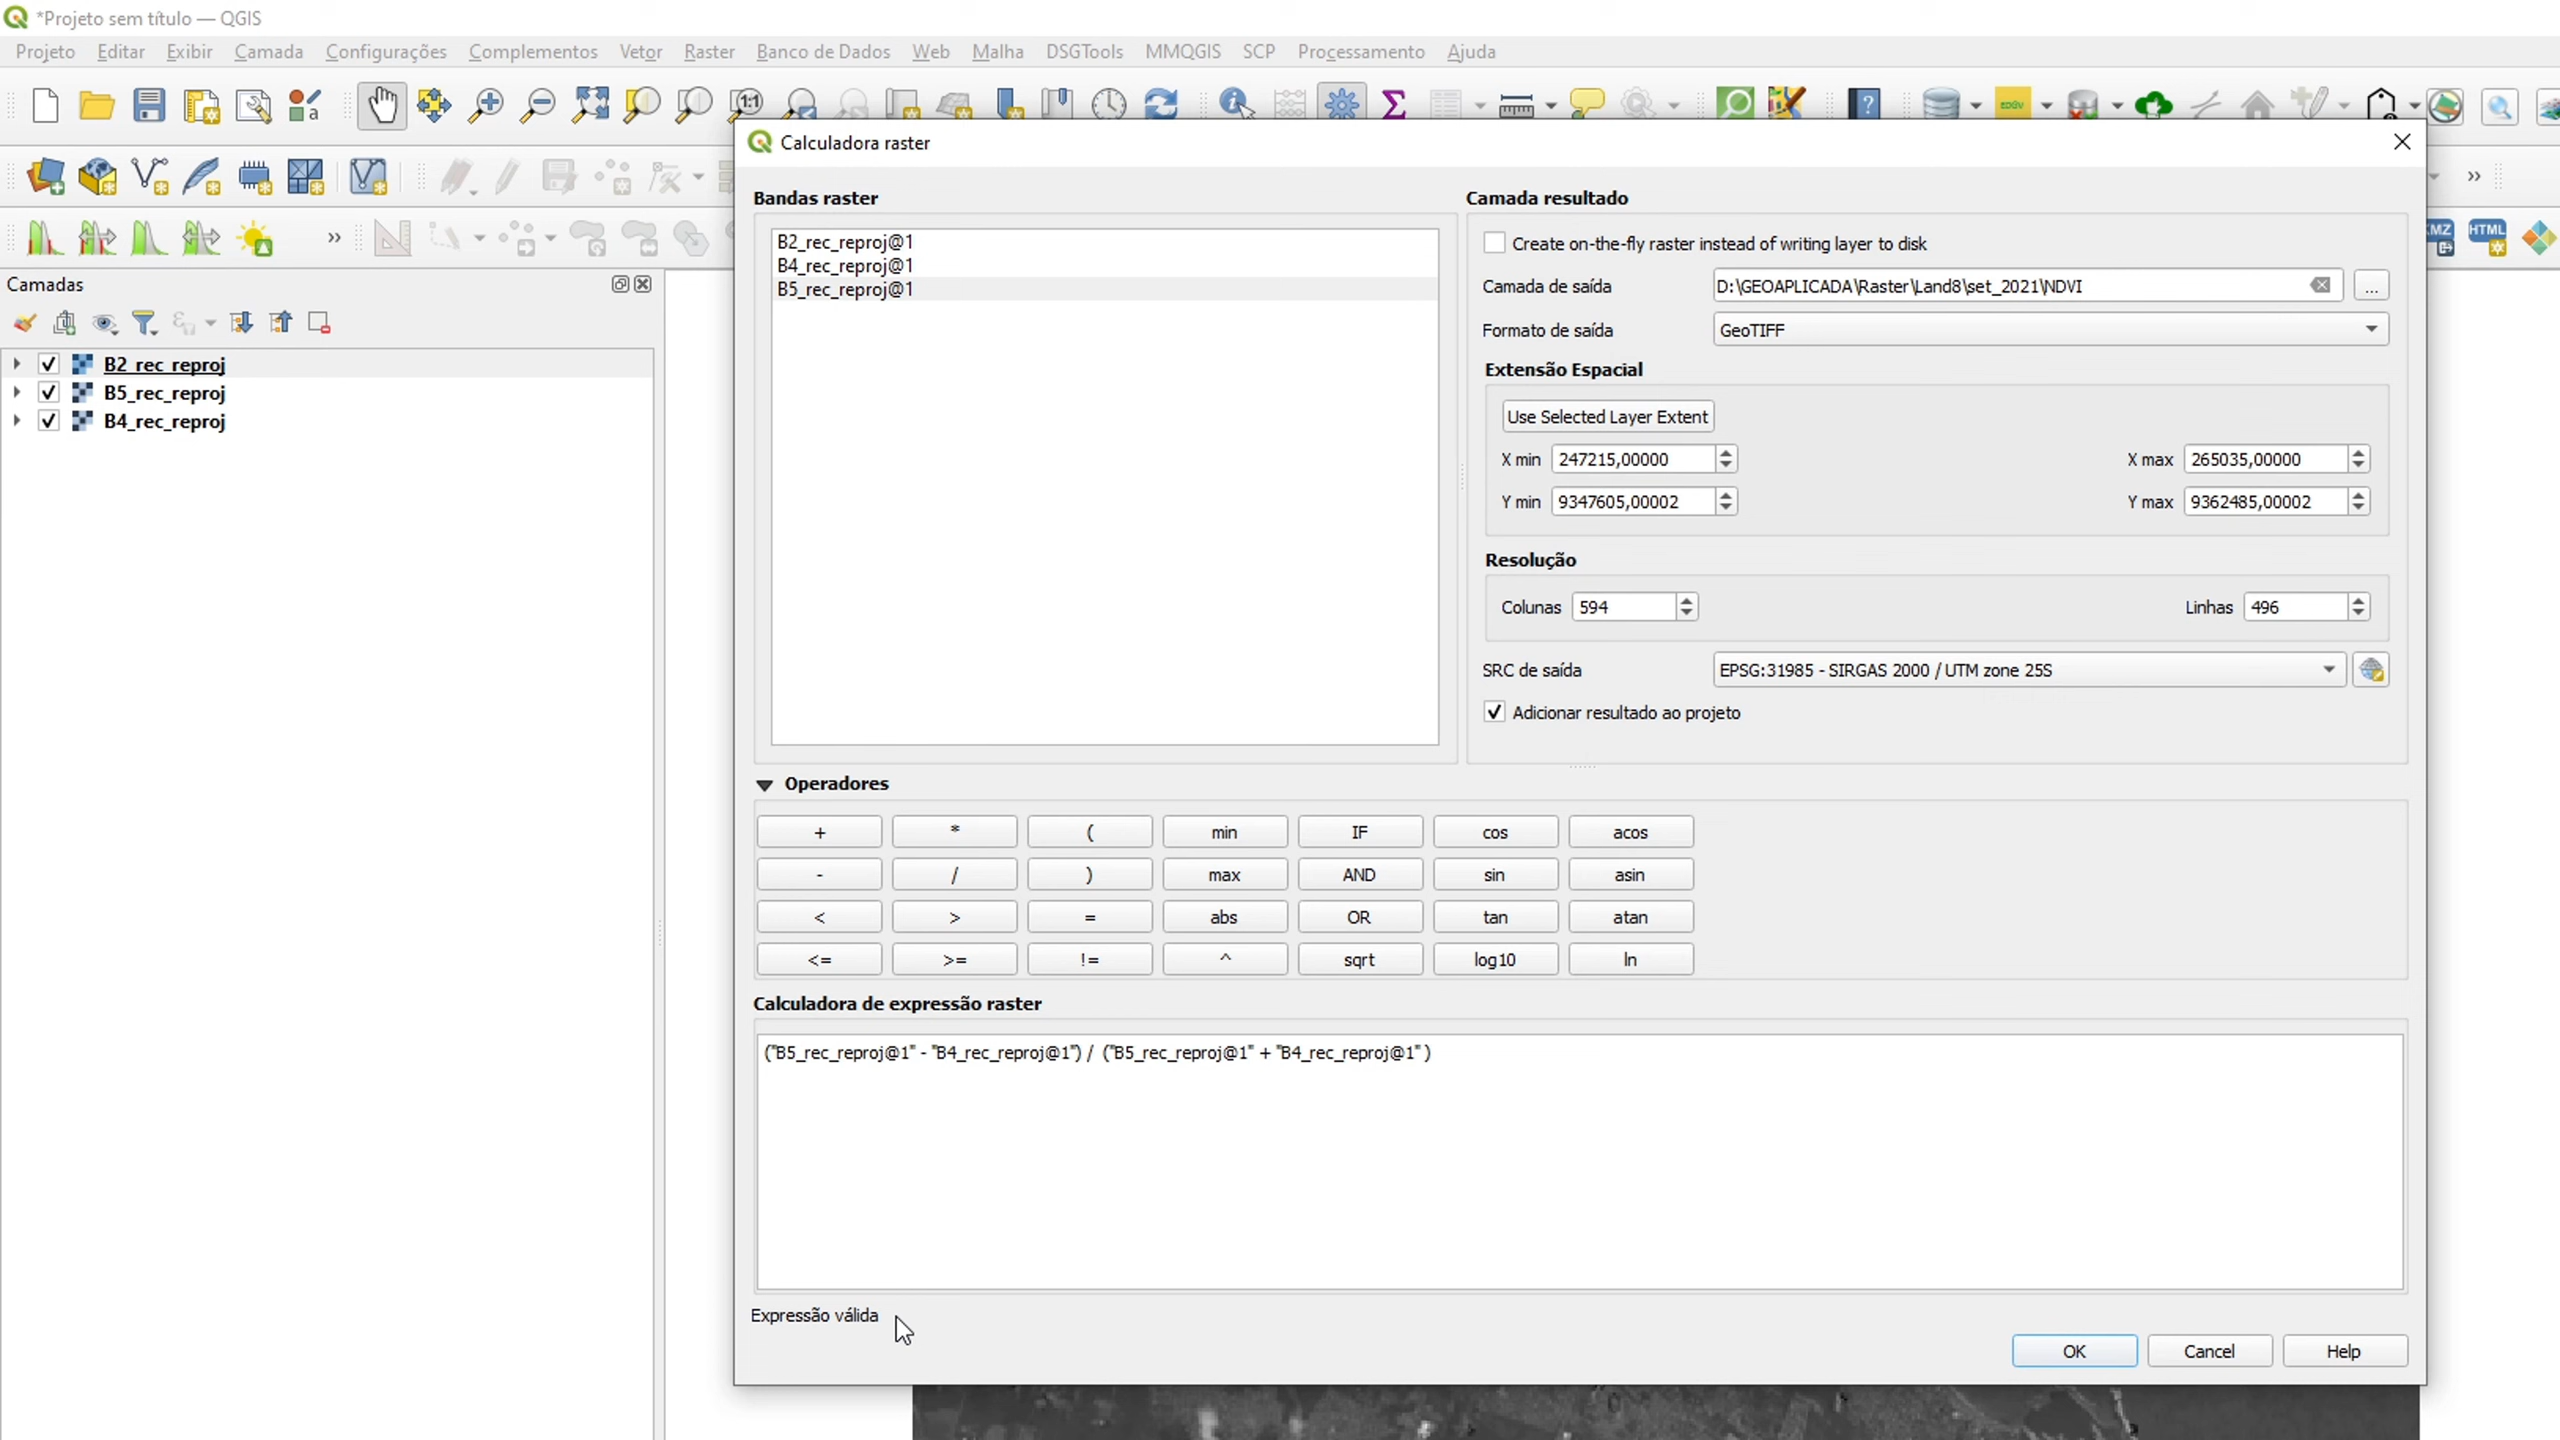 *Projeto sem título — QGIS
Projeto Editar Exibir Camada Configurações Complementos Vetor Raster Banco de Dados Web Malha DSGTools MMQGIS SCP Processamento Ajuda
1:1
a
EDGV
?
Calculadora raster
Bandas raster
B2_rec_reproj@1
B4_rec_reproj@1
B5_rec_reproj@1
Camada resultado
Create on-the-fly raster instead of writing layer to disk
Camada de saída D:\GEOAPLICADA\Raster\Land8\set_2021\NDVI ...
Formato de saída GeoTIFF
Extensão Espacial
Use Selected Layer Extent
X min 247215,00000 X max 265035,00000
Y min 9347605,00002 Y max 9362485,00002
Resolução
Colunas 594 Linhas 496
SRC de saída EPSG:31985 - SIRGAS 2000 / UTM zone 25S
Adicionar resultado ao projeto
KMZ HTML
Camadas
B2_rec_reproj
B5_rec_reproj
B4_rec_reproj
Operadores
+ * ( min IF cos acos
- / ) max AND sin asin
< > = abs OR tan atan
<= >= != ^ sqrt log10 ln
Calculadora de expressão raster
("B5_rec_reproj@1" - "B4_rec_reproj@1") / ("B5_rec_reproj@1" + "B4_rec_reproj@1" )
Expressão válida
OK Cancel Help